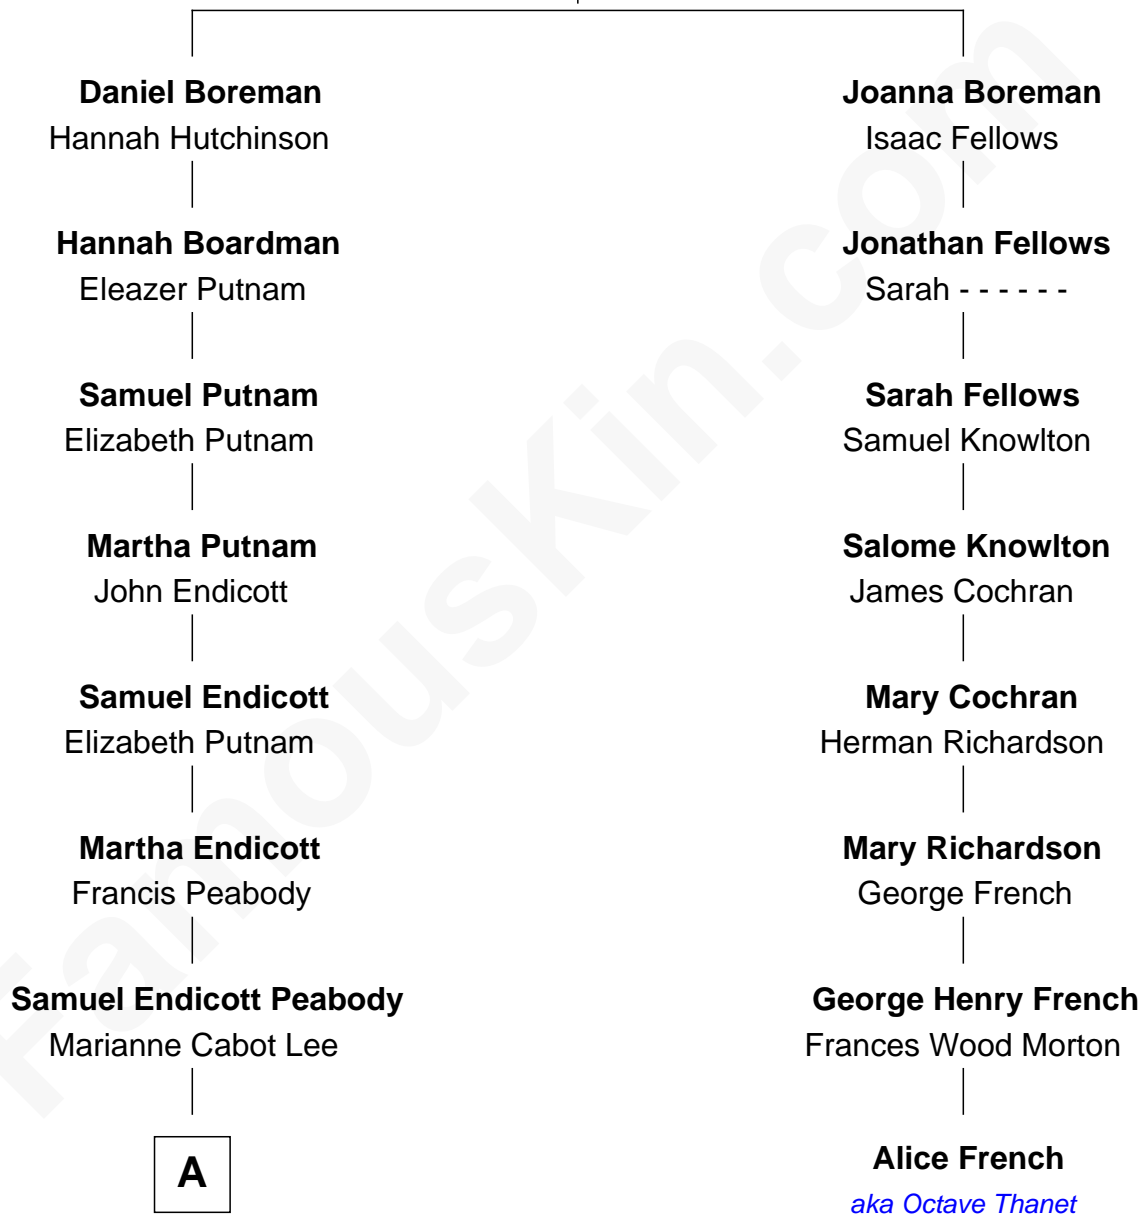 Daniel Boreman
Hannah Hutchinson
Hannah Boardman
Eleazer Putnam
Samuel Putnam
Elizabeth Putnam
Martha Putnam
John Endicott
Samuel Endicott
Elizabeth Putnam
Martha Endicott
Francis Peabody
Samuel Endicott Peabody
Marianne Cabot Lee
A
Joanna Boreman
Isaac Fellows
Jonathan Fellows
Sarah - - - - - -
Sarah Fellows
Samuel Knowlton
Salome Knowlton
James Cochran
Mary Cochran
Herman Richardson
Mary Richardson
George French
George Henry French
Frances Wood Morton
Alice French
aka Octave Thanet
FamousKin.com